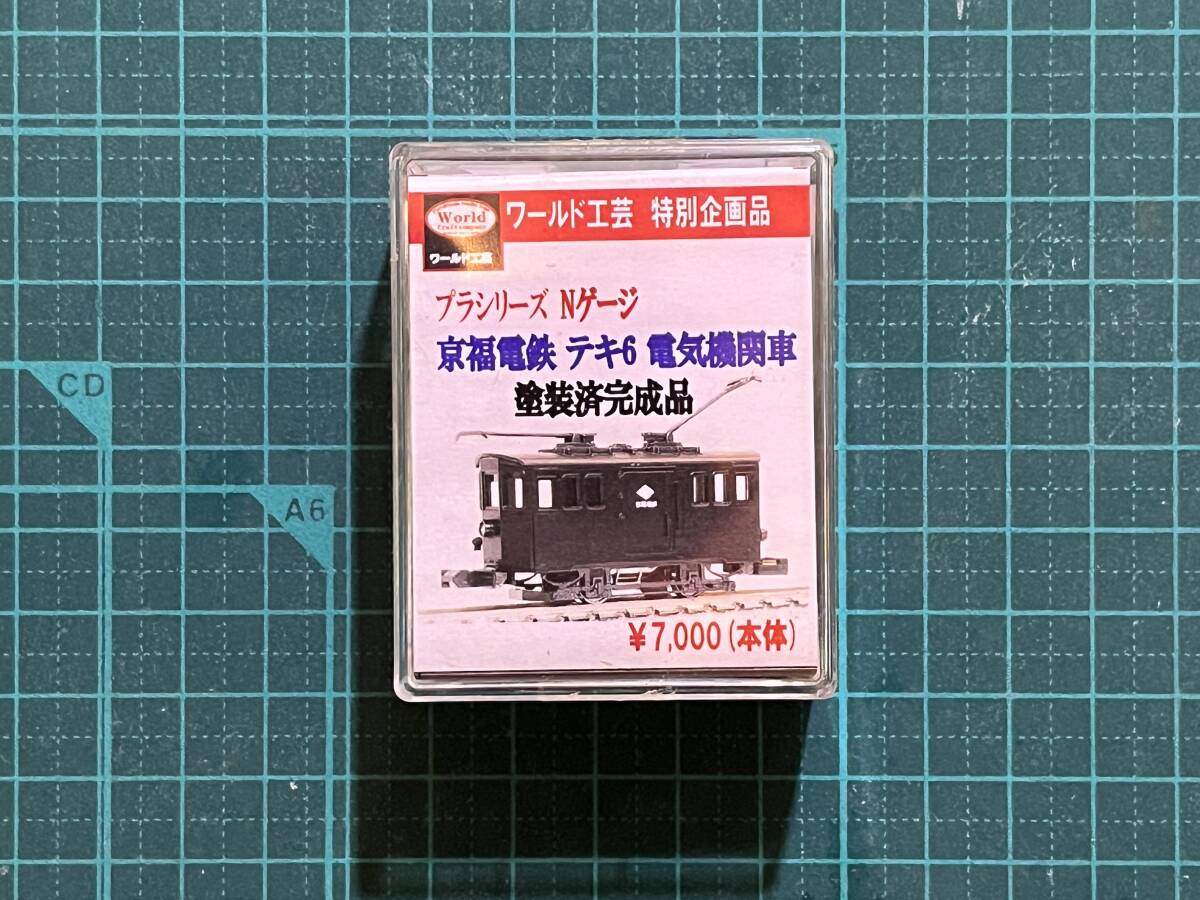 World
ワールド工芸
ワールド工芸 特別企画品
プラシリーズ Nゲージ
京福電鉄 テキ6 電気機関車
塗装済完成品
¥7,000(本体)
CD
A6